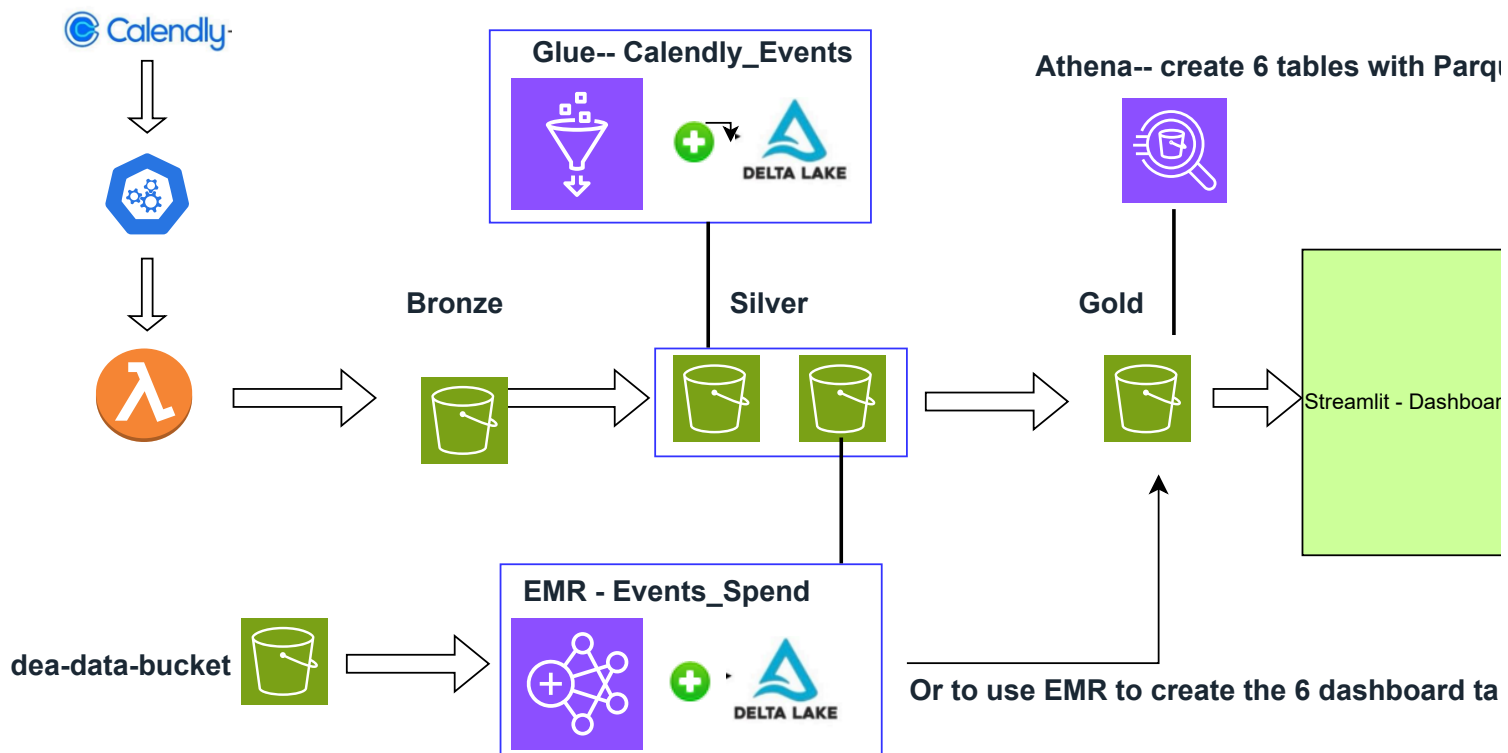 Calendly
Glue-- Calendly_Events
DELTA LAKE
Athena-- create 6 tables with Parqu
Bronze
Silver
Gold
Streamlit - Dashboar
EMR - Events_Spend
DELTA LAKE
dea-data-bucket
Or to use EMR to create the 6 dashboard ta